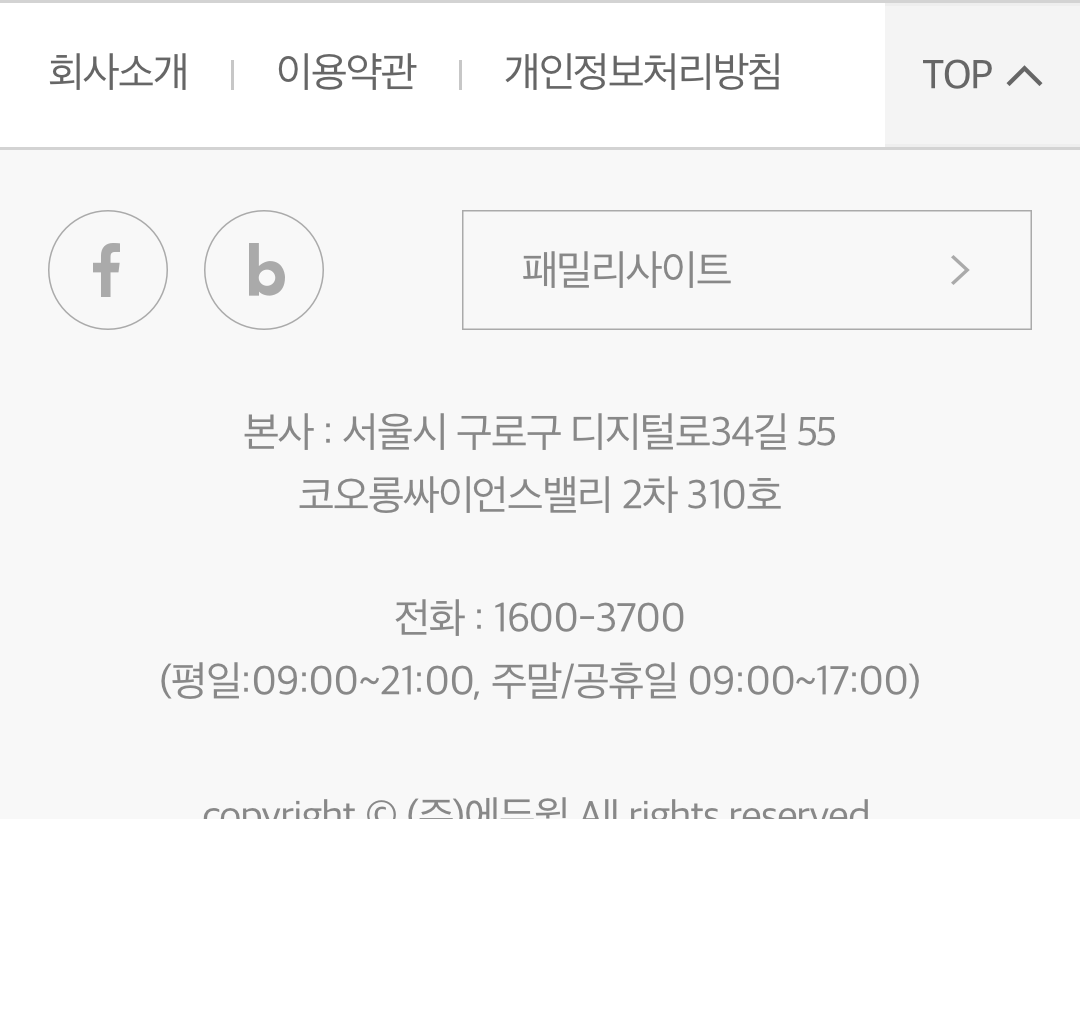 회사소개 | 이용약관 | 개인정보처리방침 TOP
f b 패밀리사이트
본사 : 서울시 구로구 디지털로34길 55
코오롱싸이언스밸리 2차 310호
전화 : 1600-3700
(평일:09:00~21:00, 주말/공휴일 09:00~17:00)
copyright © (주)에듀윌 All rights reserved